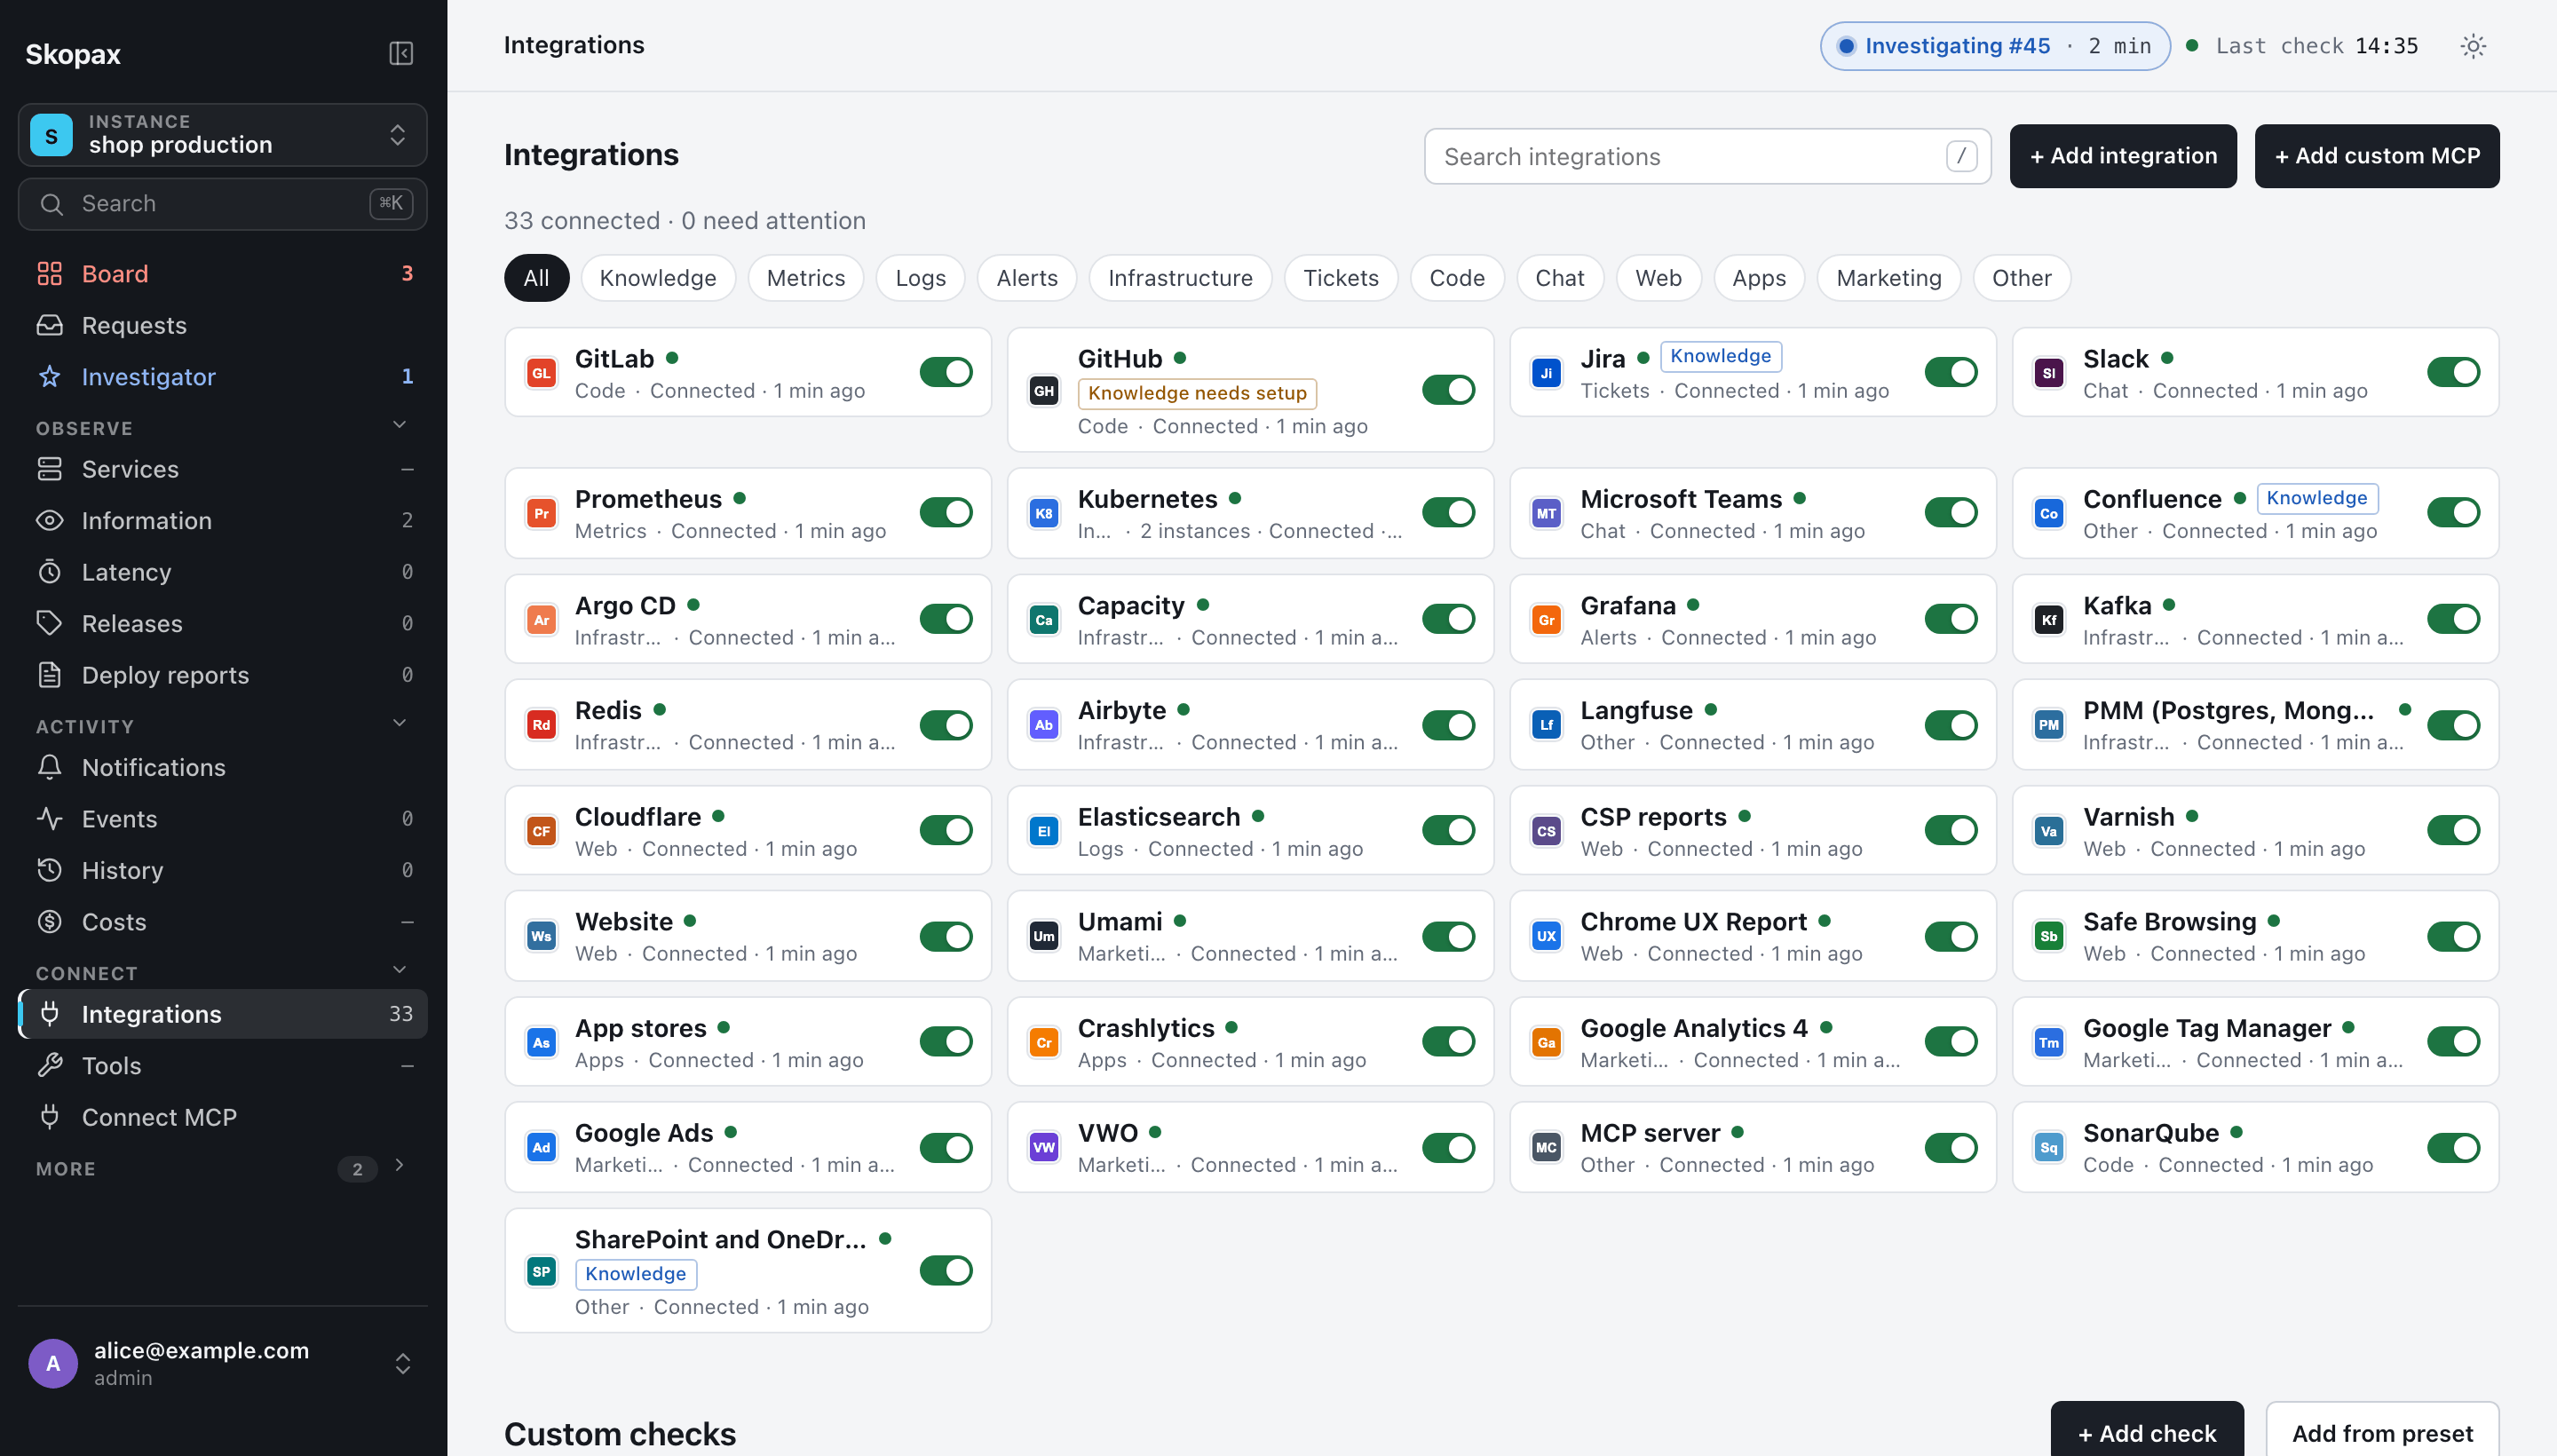 Skopax
S
INSTANCE
shop production
Search
⌘K
Board 3
Requests
Investigator 1
OBSERVE
Services –
Information 2
Latency 0
Releases 0
Deploy reports 0
ACTIVITY
Notifications
Events 0
History 0
Costs –
CONNECT
Integrations 33
Tools –
Connect MCP
MORE 2
A
alice@example.com
admin
Integrations
Investigating #45 · 2 min
Last check 14:35
Integrations
Search integrations /
+ Add integration
+ Add custom MCP
33 connected · 0 need attention
All Knowledge Metrics Logs Alerts Infrastructure Tickets Code Chat Web Apps Marketing Other
GL
GitLab
Code · Connected · 1 min ago
GH
GitHub
Knowledge needs setup
Code · Connected · 1 min ago
Ji
Jira Knowledge
Tickets · Connected · 1 min ago
Sl
Slack
Chat · Connected · 1 min ago
Pr
Prometheus
Metrics · Connected · 1 min ago
K8
Kubernetes
In... · 2 instances · Connected ·...
MT
Microsoft Teams
Chat · Connected · 1 min ago
Co
Confluence Knowledge
Other · Connected · 1 min ago
Ar
Argo CD
Infrastr... · Connected · 1 min a...
Ca
Capacity
Infrastr... · Connected · 1 min a...
Gr
Grafana
Alerts · Connected · 1 min ago
Kf
Kafka
Infrastr... · Connected · 1 min a...
Rd
Redis
Infrastr... · Connected · 1 min a...
Ab
Airbyte
Infrastr... · Connected · 1 min a...
Lf
Langfuse
Other · Connected · 1 min ago
PM
PMM (Postgres, Mong...
Infrastr... · Connected · 1 min a...
CF
Cloudflare
Web · Connected · 1 min ago
El
Elasticsearch
Logs · Connected · 1 min ago
CS
CSP reports
Web · Connected · 1 min ago
Va
Varnish
Web · Connected · 1 min ago
Ws
Website
Web · Connected · 1 min ago
Um
Umami
Marketi... · Connected · 1 min a...
UX
Chrome UX Report
Web · Connected · 1 min ago
Sb
Safe Browsing
Web · Connected · 1 min ago
As
App stores
Apps · Connected · 1 min ago
Cr
Crashlytics
Apps · Connected · 1 min ago
Ga
Google Analytics 4
Marketi... · Connected · 1 min a...
Tm
Google Tag Manager
Marketi... · Connected · 1 min a...
Ad
Google Ads
Marketi... · Connected · 1 min a...
VW
VWO
Marketi... · Connected · 1 min a...
MC
MCP server
Other · Connected · 1 min ago
Sq
SonarQube
Code · Connected · 1 min ago
SP
SharePoint and OneDr...
Knowledge
Other · Connected · 1 min ago
Custom checks
+ Add check
Add from preset